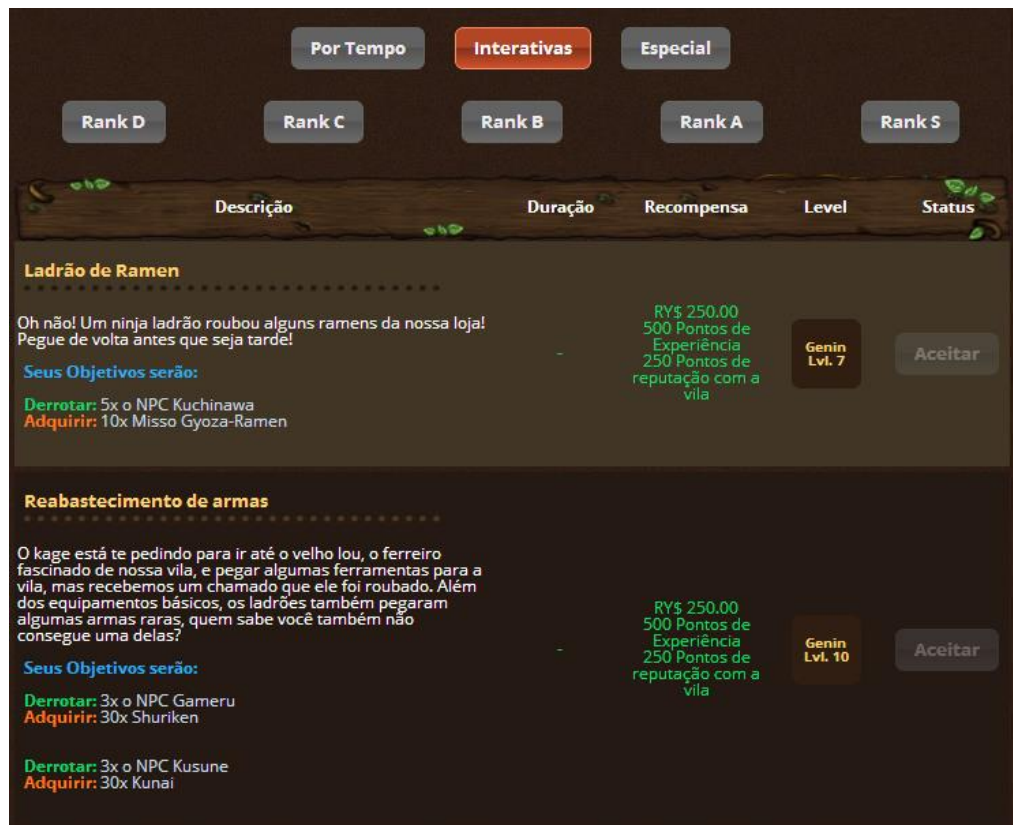 Por Tempo Interativas Especial
Rank D Rank C Rank B Rank A Rank S
Descrição Duração Recompensa Level Status
Ladrão de Ramen
Oh não! Um ninja ladrão roubou alguns ramens da nossa loja!
Pegue de volta antes que seja tarde!
Seus Objetivos serão:
Derrotar: 5x o NPC Kuchinawa
Adquirir: 10x Misso Gyoza-Ramen
-
RY$ 250.00
500 Pontos de
Experiência
250 Pontos de
reputação com a
vila
Genin
Lvl. 7
Aceitar
Reabastecimento de armas
O kage está te pedindo para ir até o velho lou, o ferreiro
fascinado de nossa vila, e pegar algumas ferramentas para a
vila, mas recebemos um chamado que ele foi roubado. Além
dos equipamentos básicos, os ladrões também pegaram
algumas armas raras, quem sabe você também não
consegue uma delas?
Seus Objetivos serão:
Derrotar: 3x o NPC Gameru
Adquirir: 30x Shuriken
Derrotar: 3x o NPC Kusune
Adquirir: 30x Kunai
-
RY$ 250.00
500 Pontos de
Experiência
250 Pontos de
reputação com a
vila
Genin
Lvl. 10
Aceitar